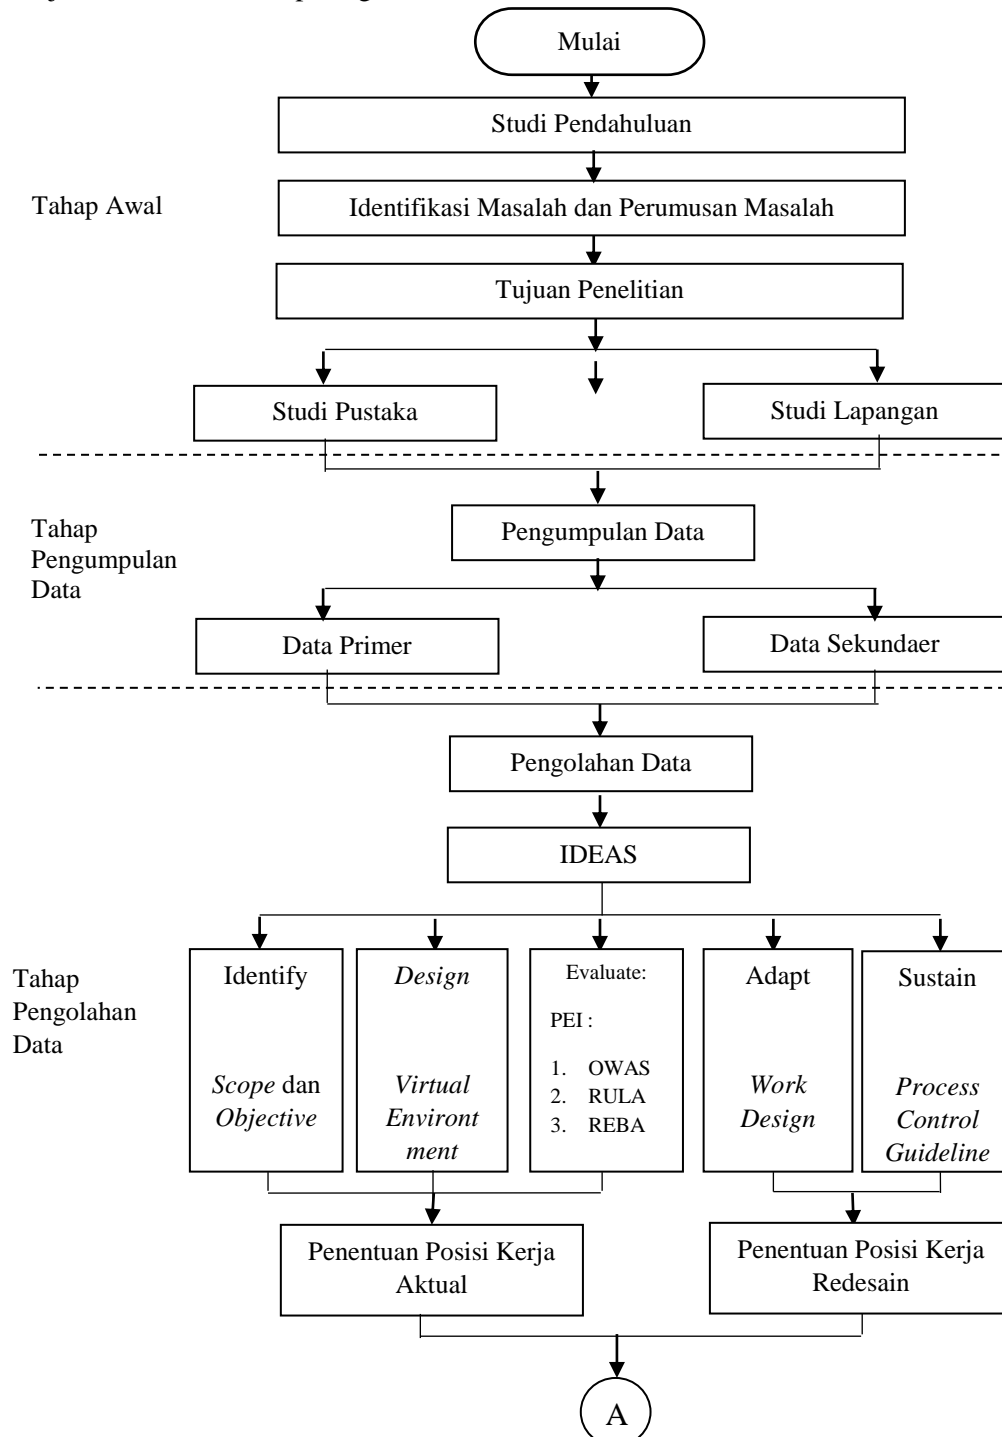 Mulai
Studi Pendahuluan
Tahap Awal
Identifikasi Masalah dan Perumusan Masalah
Tujuan Penelitian
Studi Pustaka
Studi Lapangan
Tahap
Pengumpulan
Data
Pengumpulan Data
Data Primer
Data Sekundaer
Pengolahan Data
IDEAS
Tahap
Pengolahan
Data
Identify
Scope dan
Objective
Design
Virtual
Environt
ment
Evaluate:
PEI :
1. OWAS
2. RULA
3. REBA
Adapt
Work
Design
Sustain
Process
Control
Guideline
Penentuan Posisi Kerja
Aktual
Penentuan Posisi Kerja
Redesain
A